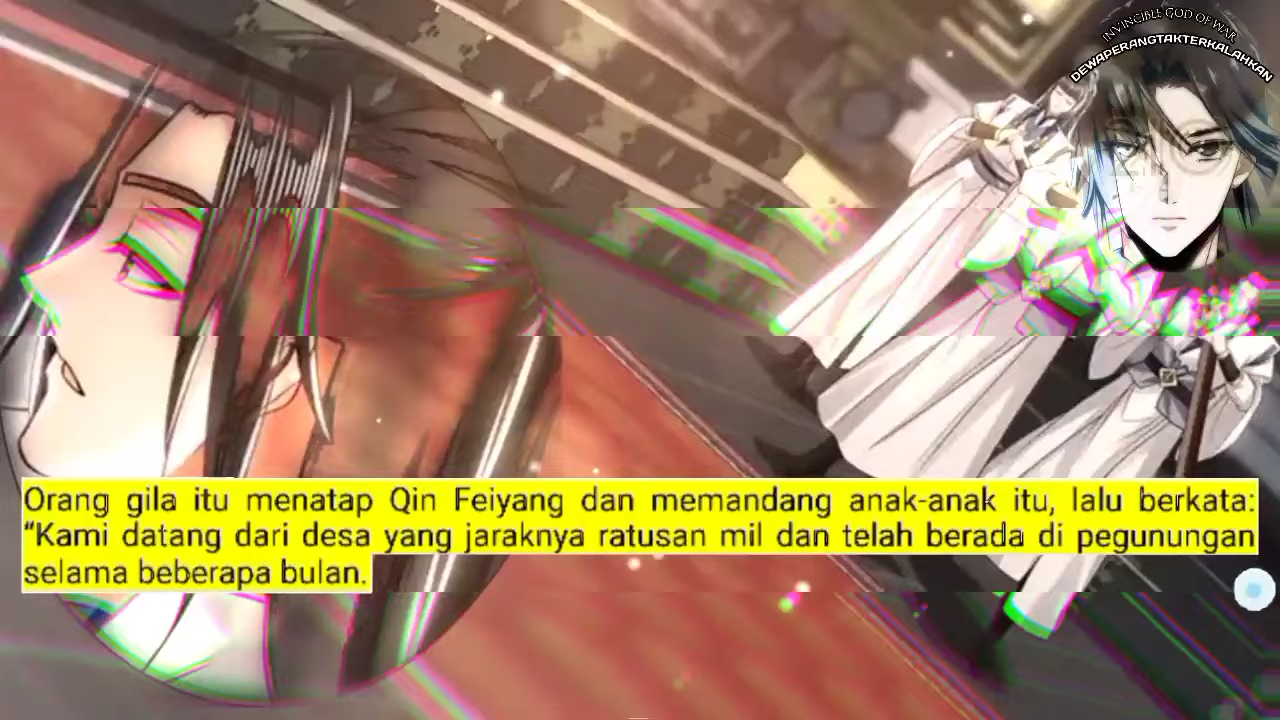 INVINCIBLE GOD OF WAR
DEWAPERANGTAKTERKALAHKAN
Orang gila itu menatap Qin Feiyang dan memandang anak-anak itu, lalu berkata:
“Kami datang dari desa yang jaraknya ratusan mil dan telah berada di pegunungan
selama beberapa bulan.